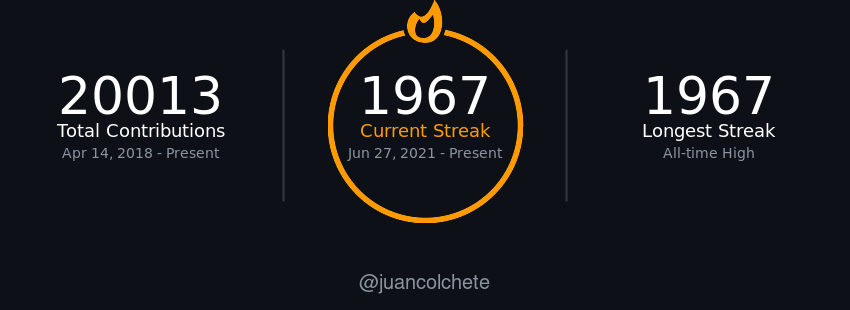 20013
Total Contributions
Apr 14, 2018 - Present
1967
Current Streak
Jun 27, 2021 - Present
1967
Longest Streak
All-time High
@juancolchete